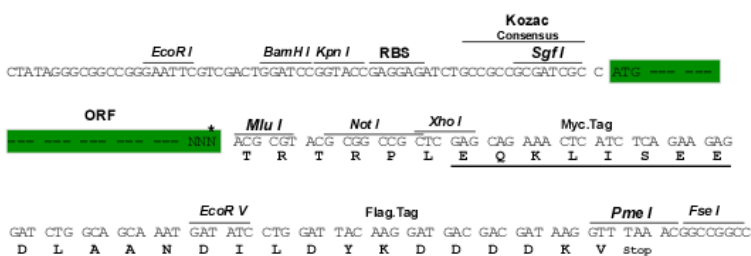 Kozac
Consensus
EcoR I BamH I Kpn I RBS Sgf I
CTATAGGGCGGCCGGGAATTCGTCGACTGGATCCGGTACCGAGGAGATCTGCCGCCGCGATCGC C ATG --- ---
ORF
* Mlu I Not I Xho I Myc.Tag
--- --- --- --- --- --- NNN ACG CGT ACG CGG CCG CTC GAG CAG AAA CTC ATC TCA GAA GAG
T R T R P L E Q K L I S E E
EcoR V Flag.Tag Pme I Fse I
GAT CTG GCA GCA AAT GAT ATC CTG GAT TAC AAG GAT GAC GAC GAT AAG GTT TAA ACGGCCGGCC
D L A A N D I L D Y K D D D D K V Stop